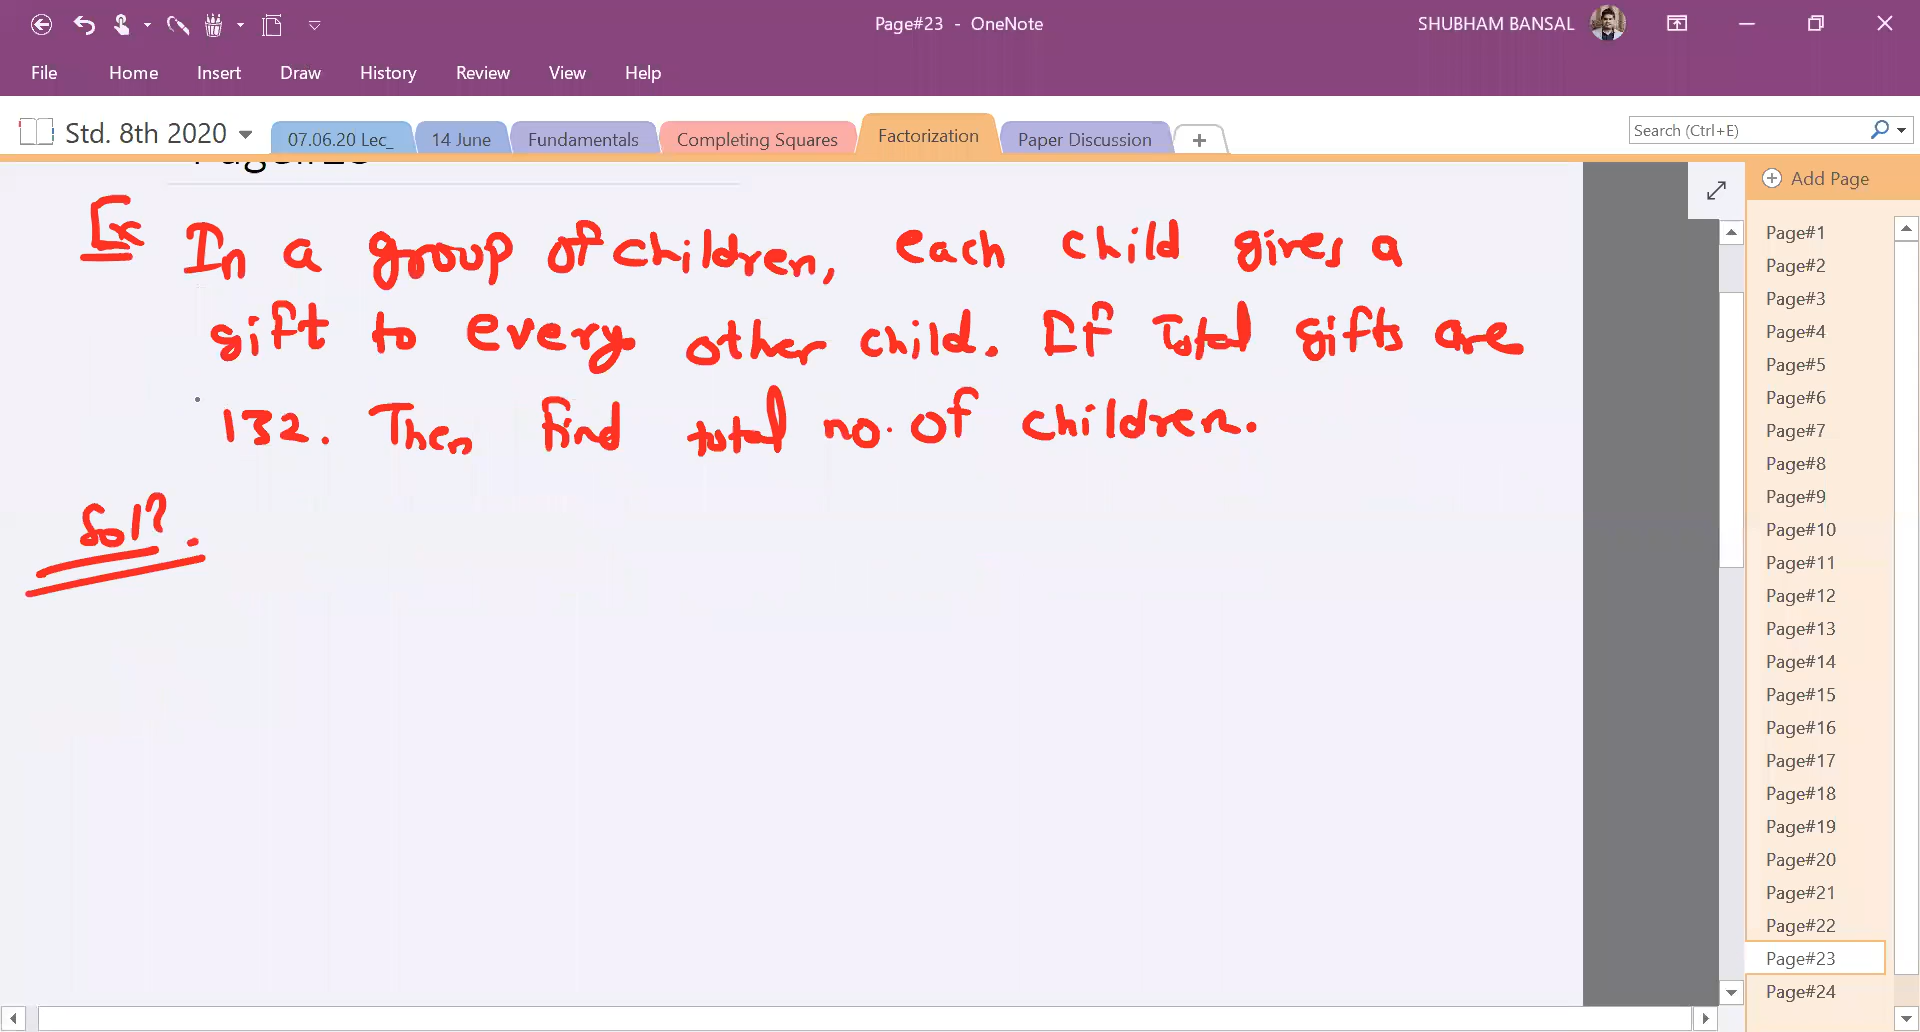 Page#23 - OneNote
SHUBHAM BANSAL
File Home Insert Draw History Review View Help
Std. 8th 2020
07.06.20 Lec_ 14 June Fundamentals Completing Squares Factorization Paper Discussion +
Search (Ctrl+E)
Add Page
Ex In a group of children, each child gives a
gift to every other child. If Total gifts are
132. Then find total no. of children.
Soln.
Page#1
Page#2
Page#3
Page#4
Page#5
Page#6
Page#7
Page#8
Page#9
Page#10
Page#11
Page#12
Page#13
Page#14
Page#15
Page#16
Page#17
Page#18
Page#19
Page#20
Page#21
Page#22
Page#23
Page#24